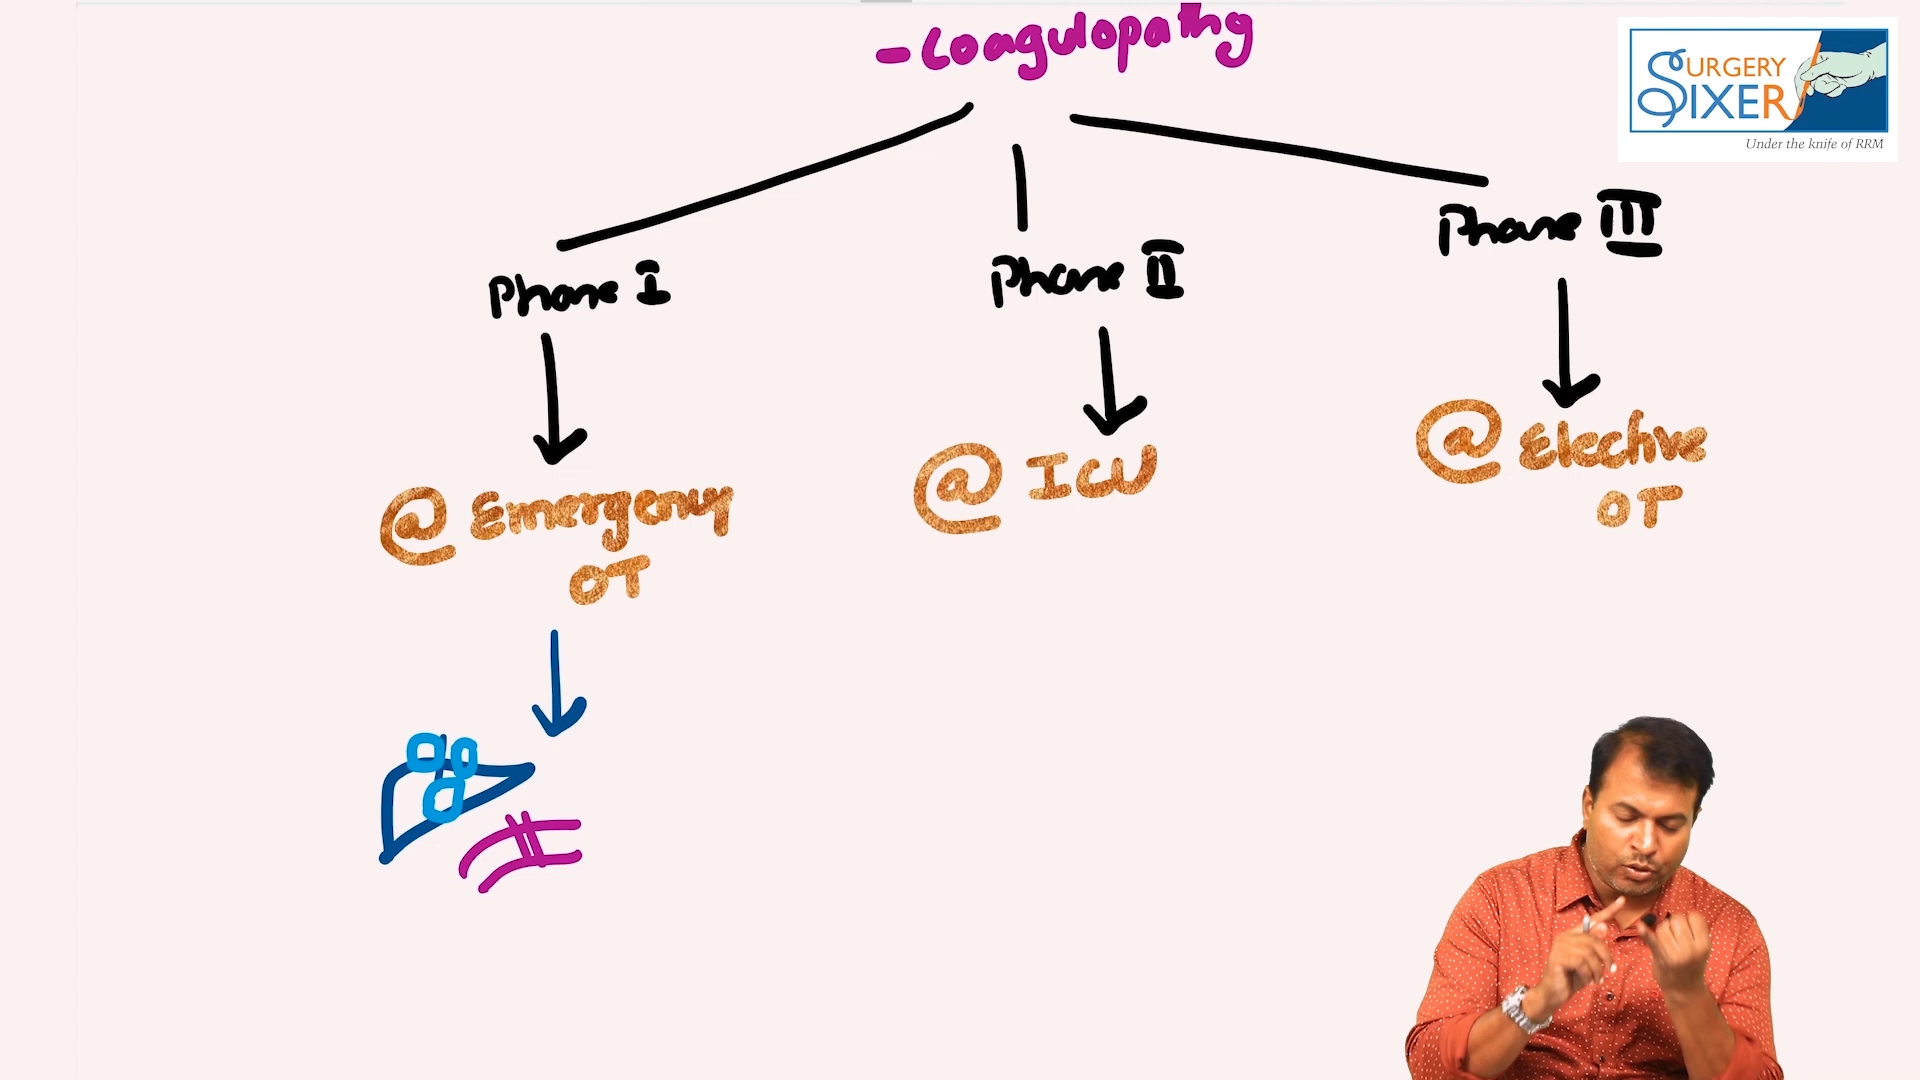 - Coagulopathy
SURGERY
SIXER
Under the knife of RRM
Phase I
Phase II
Phase III
@ Emergency
OT
@ ICU
@ Elective
OT